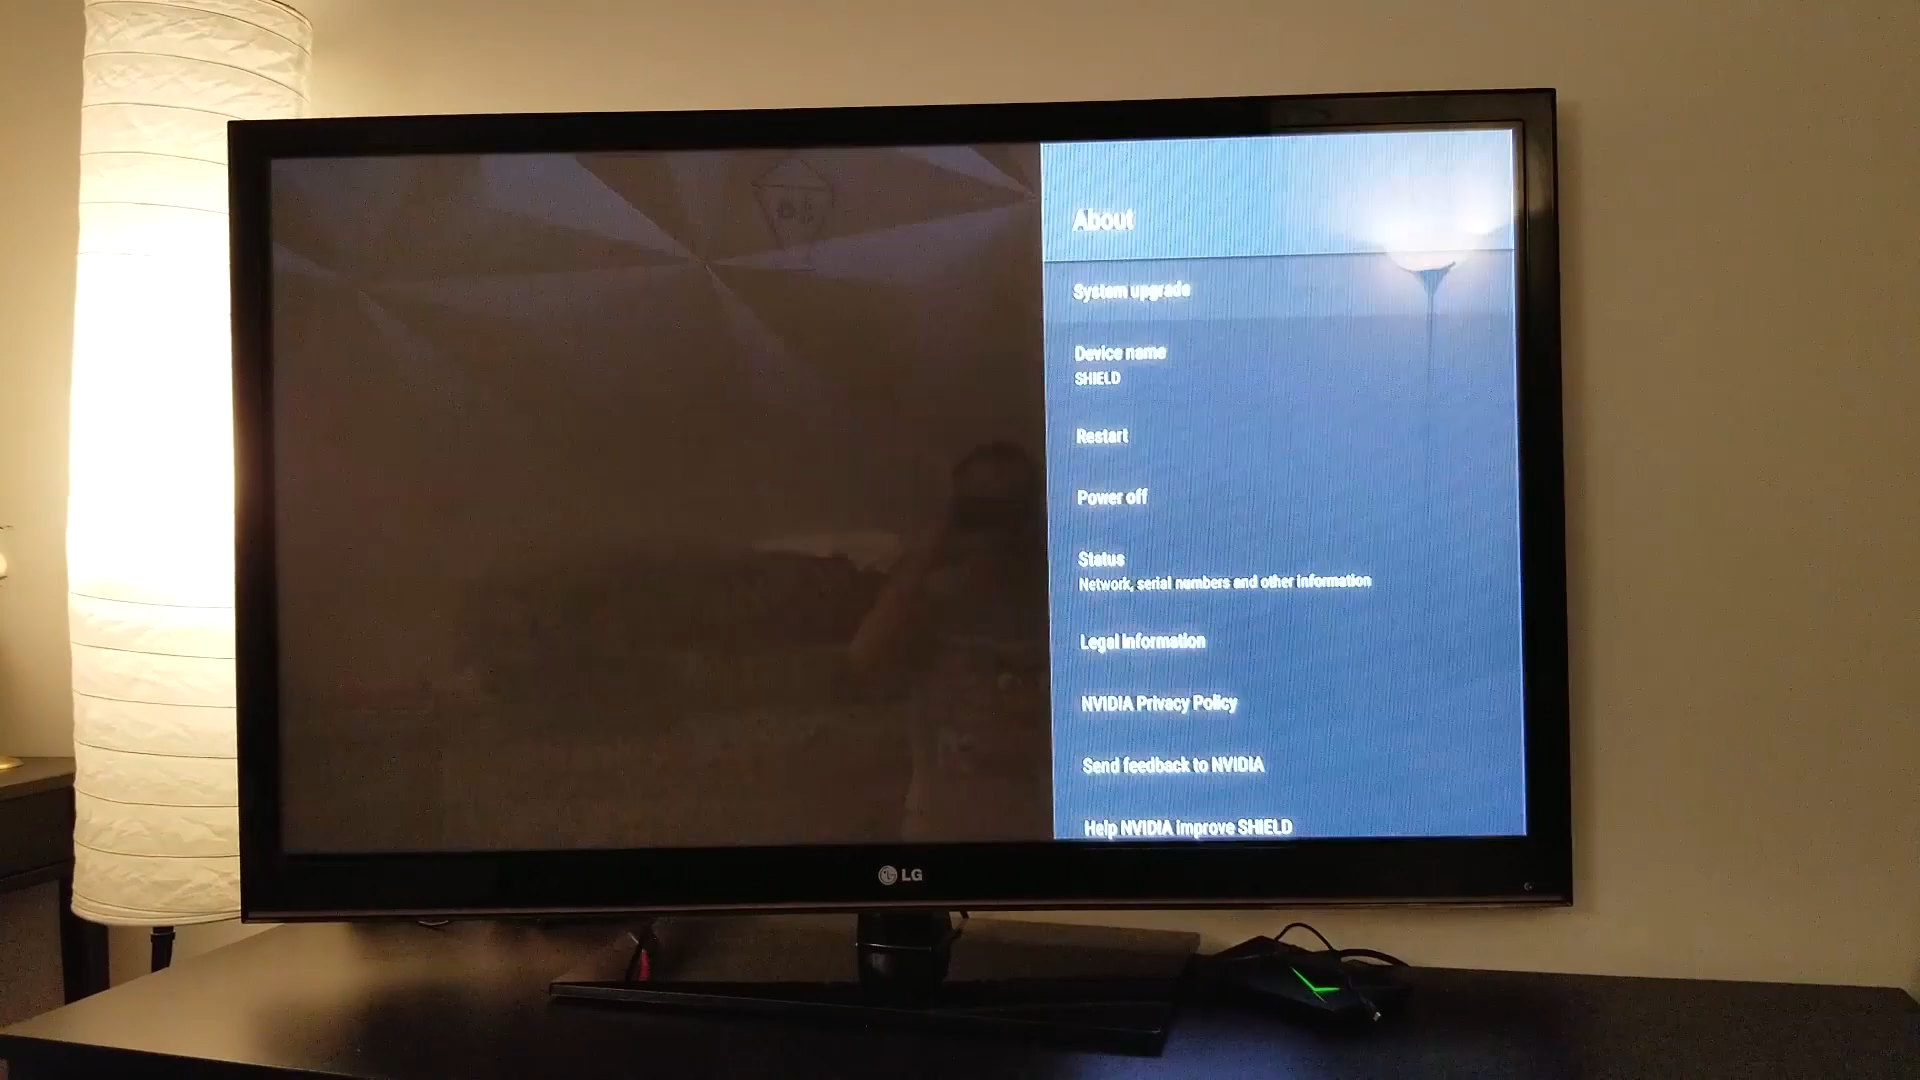 About
System upgrade
Device name
SHIELD
Restart
Power off
Status
Network, serial numbers and other information
Legal information
NVIDIA Privacy Policy
Send feedback to NVIDIA
Help NVIDIA improve SHIELD
LG